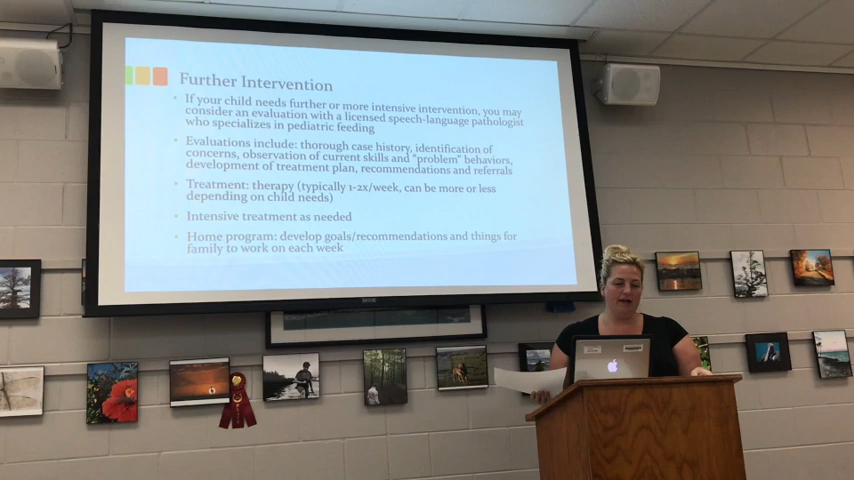 Further Intervention
• If your child needs further or more intensive intervention, you may
consider an evaluation with a licensed speech-language pathologist
who specializes in pediatric feeding
• Evaluations include: thorough case history, identification of
concerns, observation of current skills and "problem" behaviors,
development of treatment plan, recommendations and referrals
• Treatment: therapy (typically 1-2x/week, can be more or less
depending on child needs)
• Intensive treatment as needed
• Home program: develop goals/recommendations and things for
family to work on each week